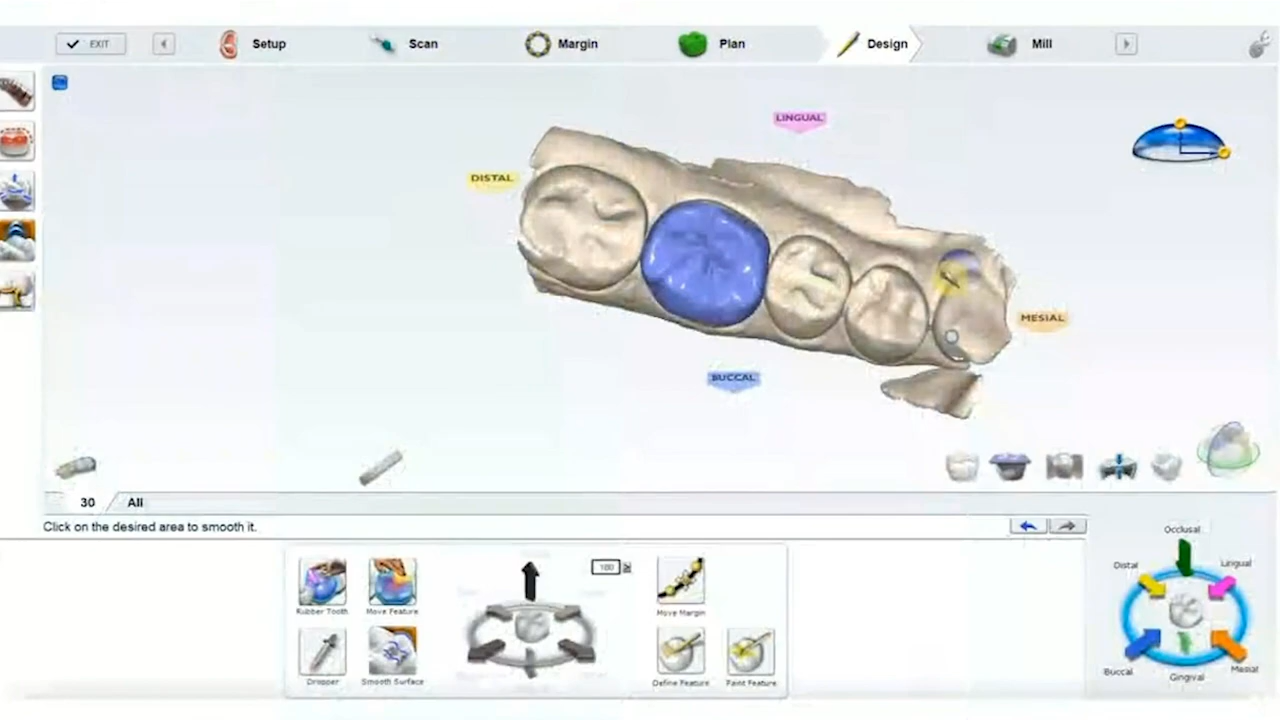 EXIT
Setup
Scan
Margin
Plan
Design
Mill
LINGUAL
DISTAL
MESIAL
BUCCAL
30
All
Click on the desired area to smooth it.
Rubber Tooth
Move Feature
180
Move Margin
Dropper
Smooth Surface
Define Feature
Paint Feature
Occlusal
Distal
Lingual
Buccal
Mesial
Gingival